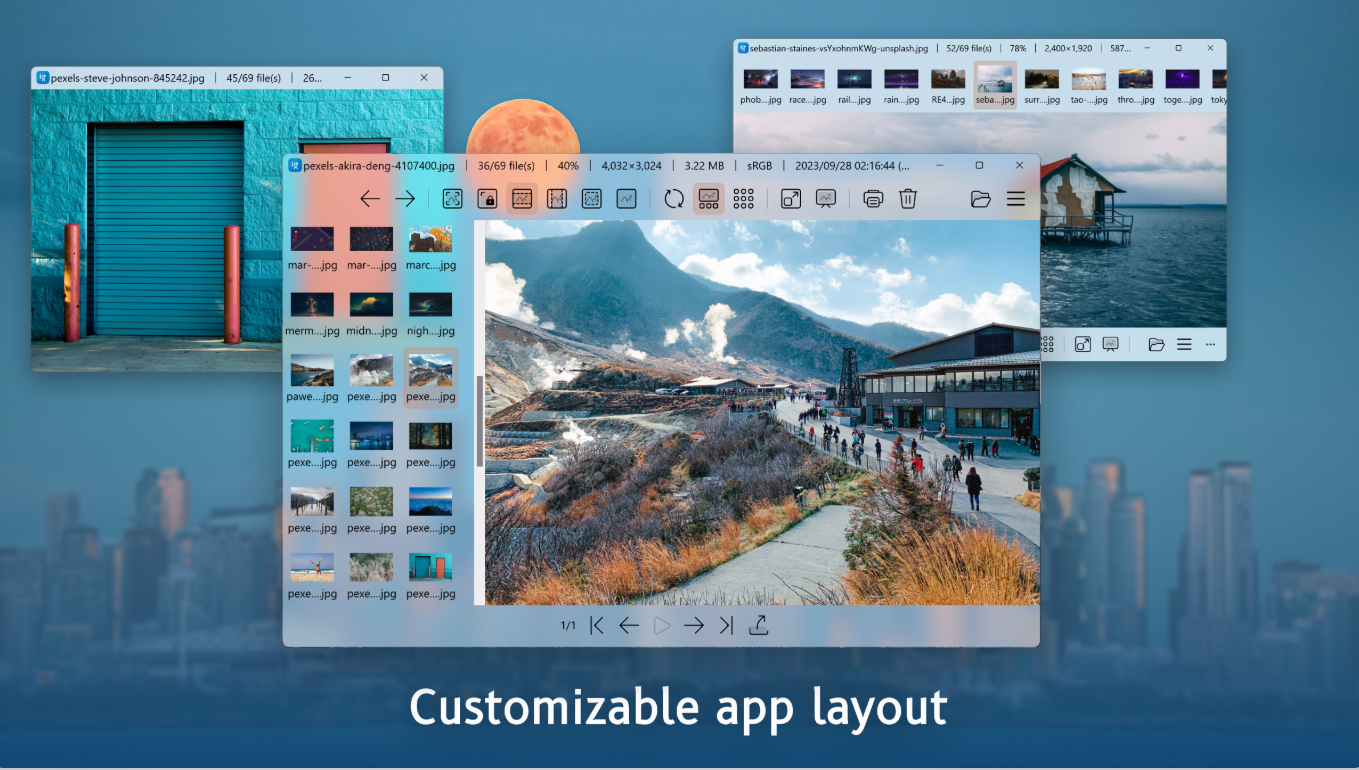 pexels-steve-johnson-845242.jpg | 45/69 file(s) | 26...
sebastian-staines-vsYxohnmKWg-unsplash.jpg | 52/69 file(s) | 78% | 2,400×1,920 | 587...
phob....jpg race....jpg rail....jpg rain....jpg RE4...jpg seba....jpg surr....jpg tao-....jpg thro....jpg toge....jpg toky
pexels-akira-deng-4107400.jpg | 36/69 file(s) | 40% | 4,032×3,024 | 3.22 MB | sRGB | 2023/09/28 02:16:44 (...
mar-....jpg mar-....jpg marc....jpg
merm....jpg midn....jpg nigh....jpg
pawe....jpg pexe....jpg pexe....jpg
pexe....jpg pexe....jpg pexe....jpg
pexe....jpg pexe....jpg pexe....jpg
pexe....jpg pexe....jpg pexe....jpg
1/1
Customizable app layout